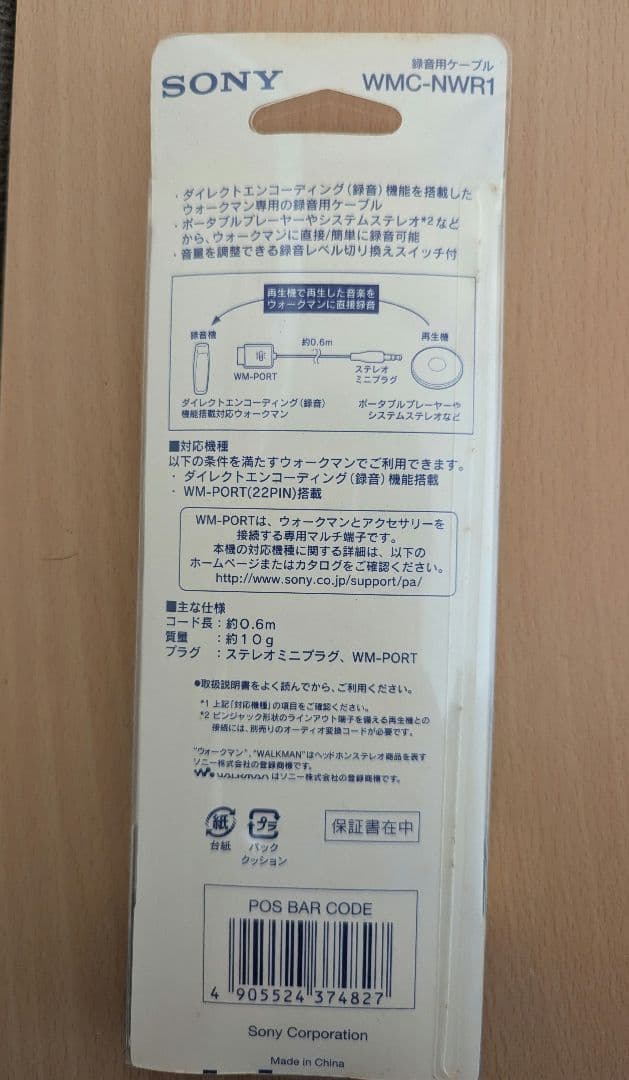 SONY
録音用ケーブル
WMC-NWR1
・ダイレクトエンコーディング(録音)機能を搭載した
ウォークマン専用の録音用ケーブル
・ポータブルプレーヤーやシステムステレオ*2など
から、ウォークマンに直接/簡単に録音可能
・音量を調整できる録音レベル切り換えスイッチ付
再生機で再生した音楽を
ウォークマンに直接録音
録音機
約0.6m
再生機
WM-PORT
ステレオ
ミニプラグ
ダイレクトエンコーディング(録音)
機能搭載対応ウォークマン
ポータブルプレーヤーや
システムステレオなど
■対応機種
以下の条件を満たすウォークマンでご利用できます。
・ ダイレクトエンコーディング(録音)機能搭載
・ WM-PORT(22PIN)搭載
WM-PORTは、ウォークマンとアクセサリーを
接続する専用マルチ端子です。
本機の対応機種に関する詳細は、以下の
ホームページまたはカタログをご確認ください。
http://www.sony.co.jp/support/pa/
■主な仕様
コード長：約0.6m
質量　：約10g
プラグ　：ステレオミニプラグ、WM-PORT
●取扱説明書をよく読んでから、ご利用ください。
*1 上記「対応機種」の項目をご確認ください。
*2 ピンジャック形状のラインアウト端子を備える再生機との
接続には、別売りのオーディオ変換コードが必要です。
"ウォークマン"、"WALKMAN"はヘッドホンステレオ商品を表す
ソニー株式会社の登録商標です。
WALKMAN はソニー株式会社の登録商標です。
紙
台紙
プラ
パック
クッション
保証書在中
POS BAR CODE
4 905524 374827
Sony Corporation
Made in China